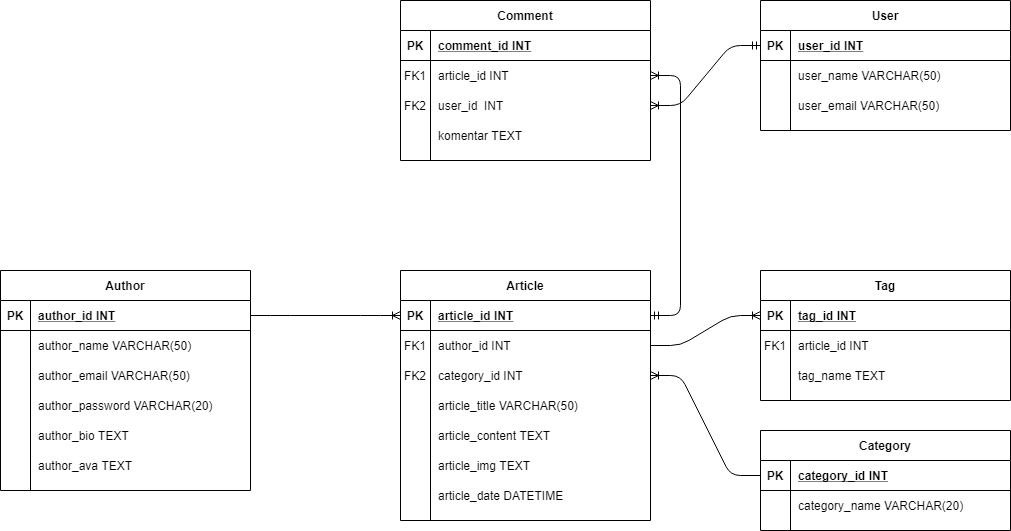 Comment
PK comment_id INT
FK1 article_id INT
FK2 user_id  INT
komentar TEXT
User
PK user_id INT
user_name VARCHAR(50)
user_email VARCHAR(50)
Author
PK author_id INT
author_name VARCHAR(50)
author_email VARCHAR(50)
author_password VARCHAR(20)
author_bio TEXT
author_ava TEXT
Article
PK article_id INT
FK1 author_id INT
FK2 category_id INT
article_title VARCHAR(50)
article_content TEXT
article_img TEXT
article_date DATETIME
Tag
PK tag_id INT
FK1 article_id INT
tag_name TEXT
Category
PK category_id INT
category_name VARCHAR(20)